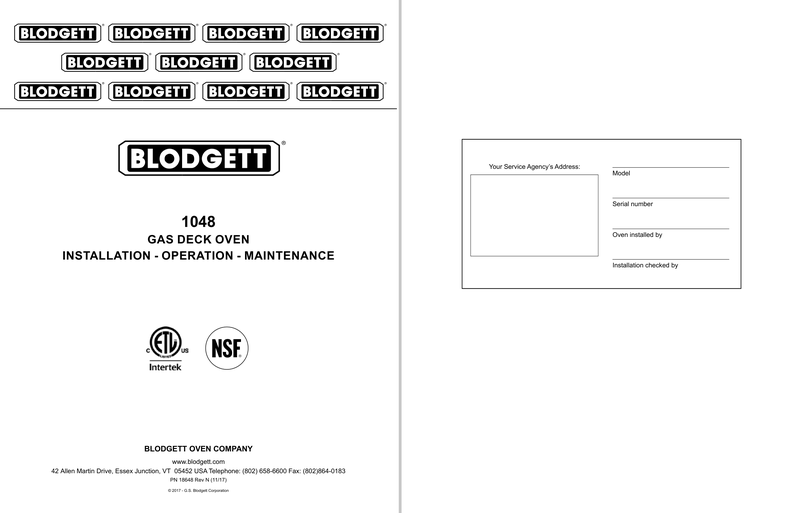 BLODGETT® BLODGETT® BLODGETT® BLODGETT®
BLODGETT® BLODGETT® BLODGETT®
BLODGETT® BLODGETT® BLODGETT® BLODGETT®
BLODGETT®
1048
GAS DECK OVEN
INSTALLATION - OPERATION - MAINTENANCE
C ETL US
Intertek
NSF®
BLODGETT OVEN COMPANY
www.blodgett.com
42 Allen Martin Drive, Essex Junction, VT 05452 USA Telephone: (802) 658-6600 Fax: (802)864-0183
PN 18648 Rev N (11/17)
© 2017 - G.S. Blodgett Corporation
Your Service Agency's Address:
Model
Serial number
Oven installed by
Installation checked by